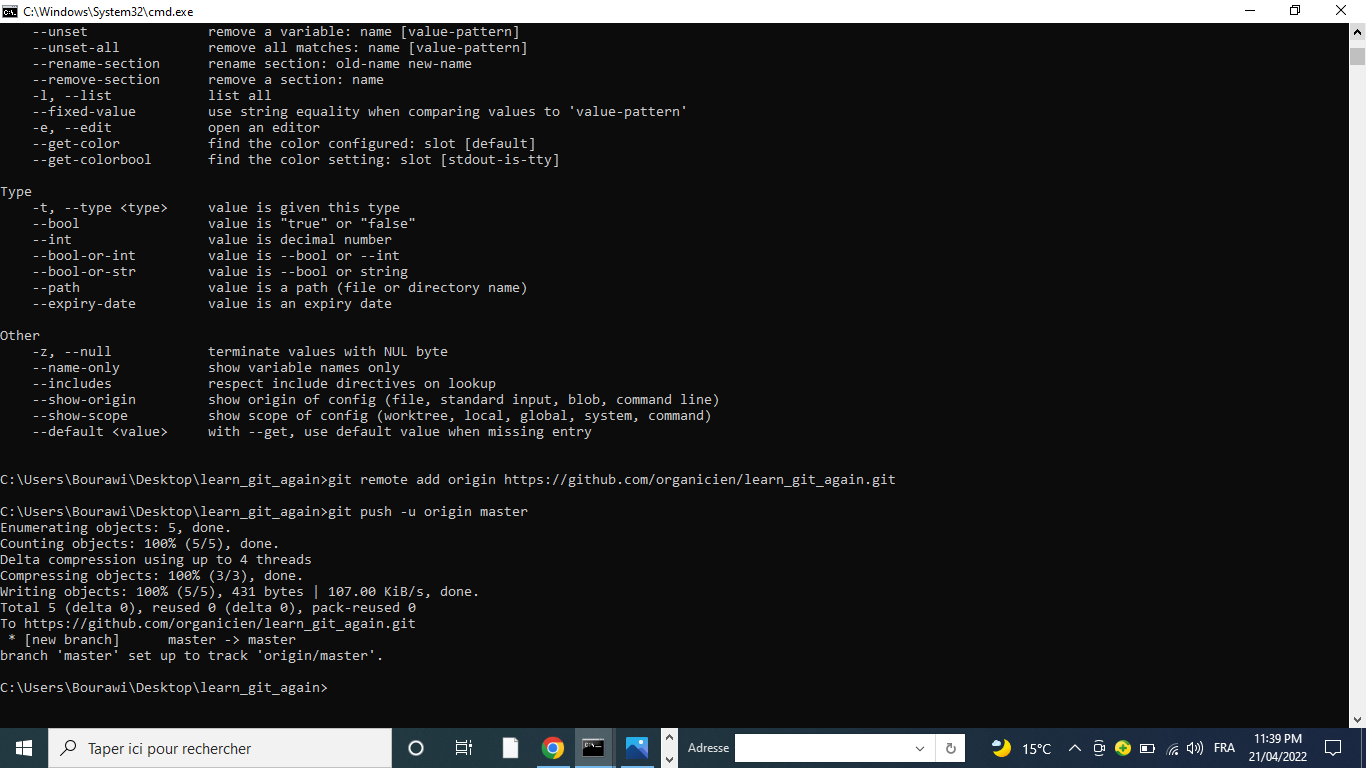 C:\Windows\System32\cmd.exe
--unset remove a variable: name [value-pattern]
--unset-all remove all matches: name [value-pattern]
--rename-section rename section: old-name new-name
--remove-section remove a section: name
-l, --list list all
--fixed-value use string equality when comparing values to 'value-pattern'
-e, --edit open an editor
--get-color find the color configured: slot [default]
--get-colorbool find the color setting: slot [stdout-is-tty]
Type
-t, --type <type> value is given this type
--bool value is "true" or "false"
--int value is decimal number
--bool-or-int value is --bool or --int
--bool-or-str value is --bool or string
--path value is a path (file or directory name)
--expiry-date value is an expiry date
Other
-z, --null terminate values with NUL byte
--name-only show variable names only
--includes respect include directives on lookup
--show-origin show origin of config (file, standard input, blob, command line)
--show-scope show scope of config (worktree, local, global, system, command)
--default <value> with --get, use default value when missing entry
C:\Users\Bourawi\Desktop\learn_git_again>git remote add origin https://github.com/organicien/learn_git_again.git
C:\Users\Bourawi\Desktop\learn_git_again>git push -u origin master
Enumerating objects: 5, done.
Counting objects: 100% (5/5), done.
Delta compression using up to 4 threads
Compressing objects: 100% (3/3), done.
Writing objects: 100% (5/5), 431 bytes | 107.00 KiB/s, done.
Total 5 (delta 0), reused 0 (delta 0), pack-reused 0
To https://github.com/organicien/learn_git_again.git
* [new branch] master -> master
branch 'master' set up to track 'origin/master'.
C:\Users\Bourawi\Desktop\learn_git_again>
Taper ici pour rechercher
Adresse
15°C
FRA
11:39 PM
21/04/2022